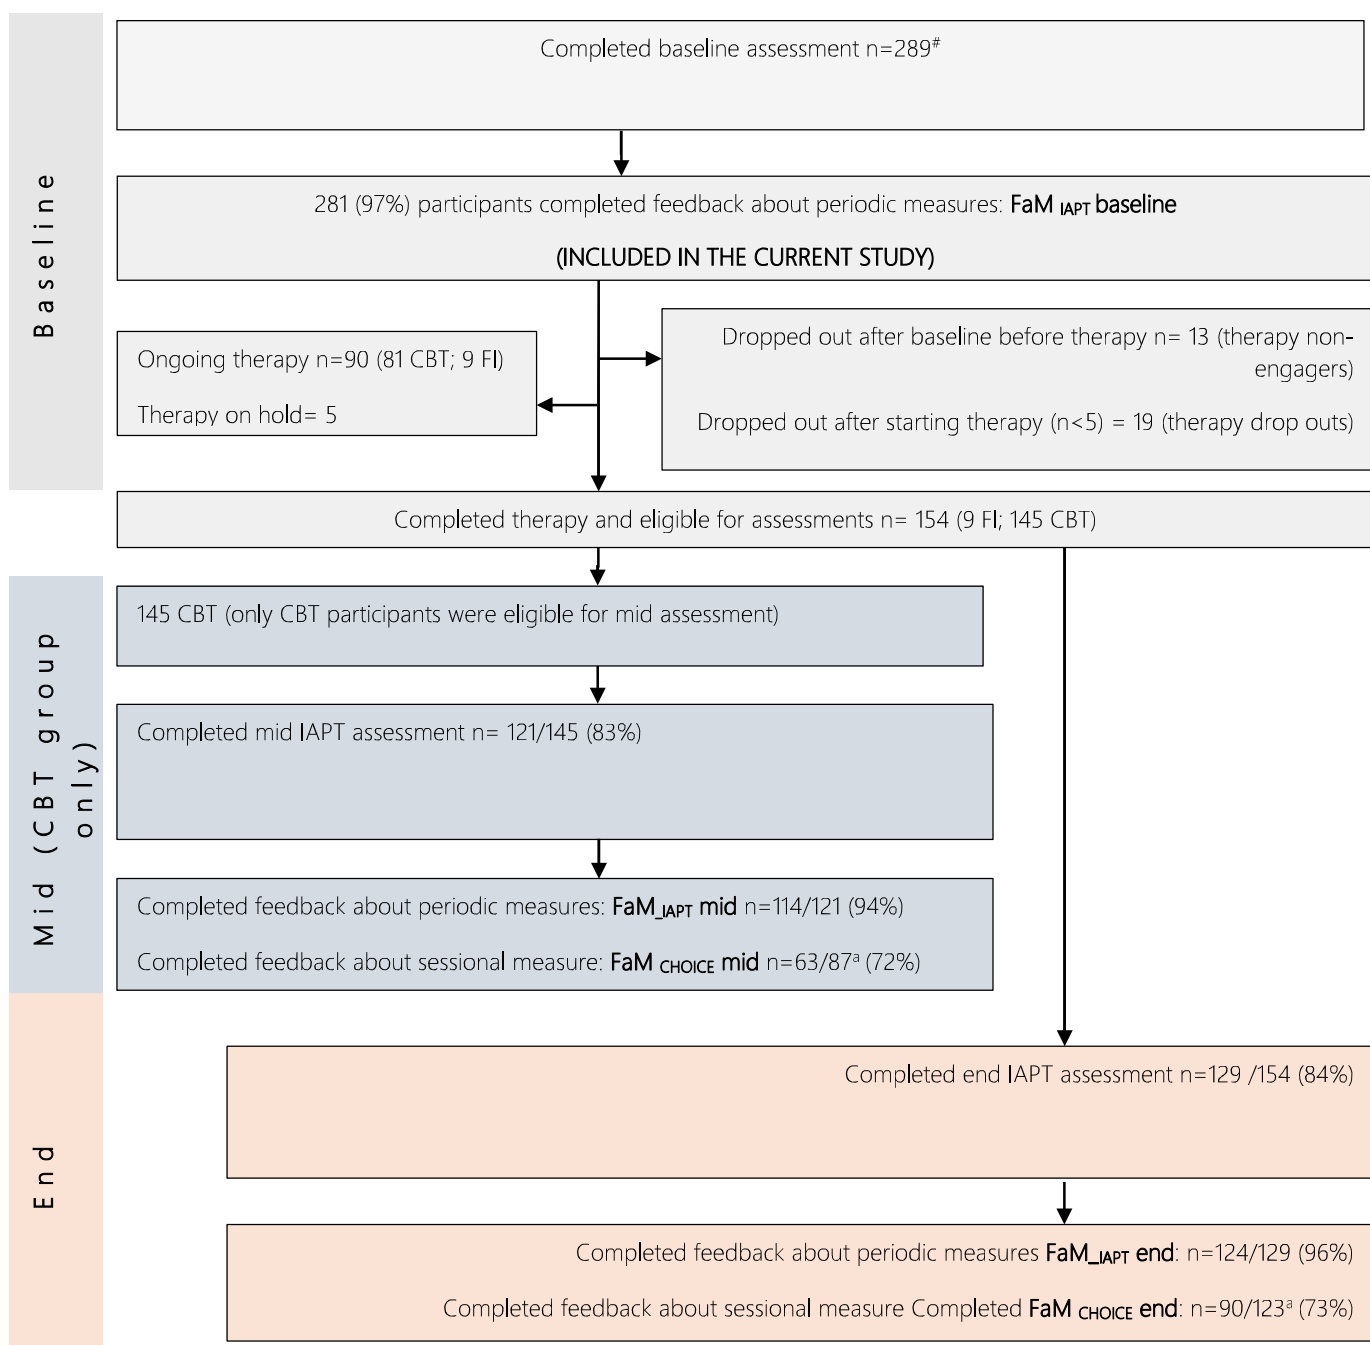 Baseline
Completed baseline assessment n=289#
281 (97%) participants completed feedback about periodic measures: FaM IAPT baseline
(INCLUDED IN THE CURRENT STUDY)
Ongoing therapy n=90 (81 CBT; 9 FI)
Therapy on hold= 5
Dropped out after baseline before therapy n= 13 (therapy non-
engagers)
Dropped out after starting therapy (n<5) = 19 (therapy drop outs)
Completed therapy and eligible for assessments n= 154 (9 FI; 145 CBT)
Mid (CBT group
only)
145 CBT (only CBT participants were eligible for mid assessment)
Completed mid IAPT assessment n= 121/145 (83%)
Completed feedback about periodic measures: FaM_IAPT mid n=114/121 (94%)
Completed feedback about sessional measure: FaM CHOICE mid n=63/87a (72%)
End
Completed end IAPT assessment n=129 /154 (84%)
Completed feedback about periodic measures FaM_IAPT end: n=124/129 (96%)
Completed feedback about sessional measure Completed FaM CHOICE end: n=90/123a (73%)